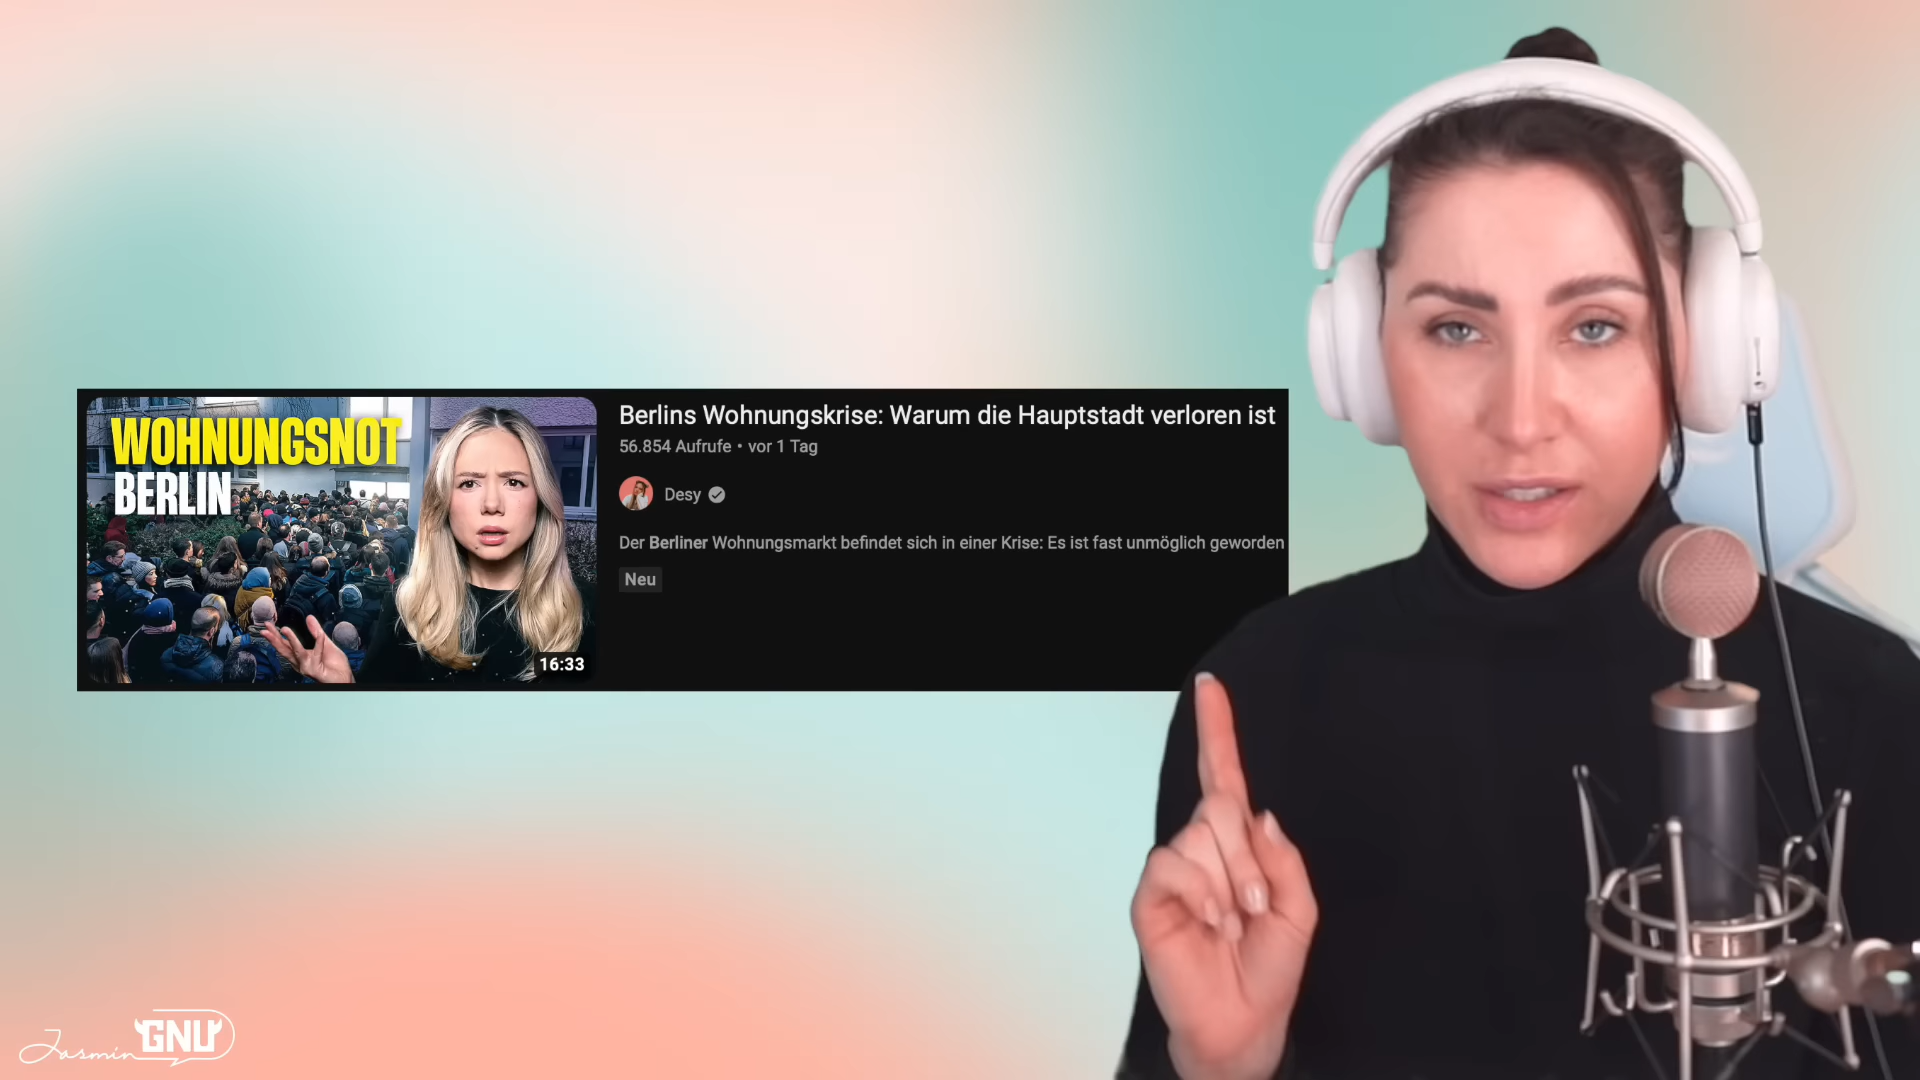 WOHNUNGSNOT
BERLIN
16:33
Berlins Wohnungskrise: Warum die Hauptstadt verloren ist
56.854 Aufrufe • vor 1 Tag
Desy
Der Berliner Wohnungsmarkt befindet sich in einer Krise: Es ist fast unmöglich geworden
Neu
Jasmin GNU